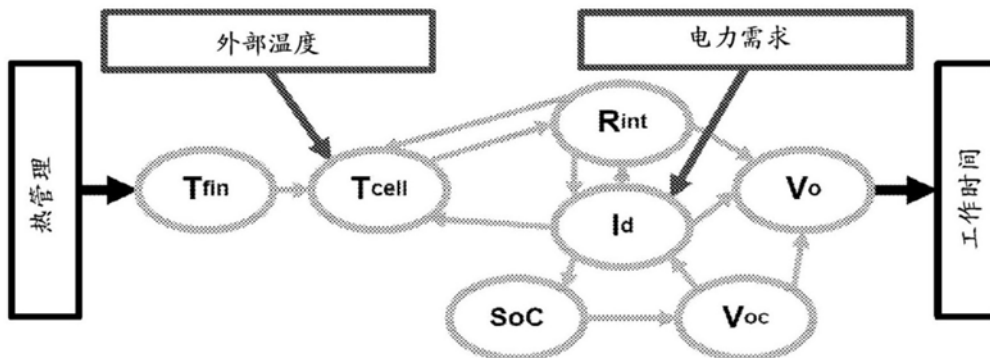 外部温度
电力需求
热管理
Tfin
Tcell
Rint
Id
Vo
SoC
Voc
工作时间